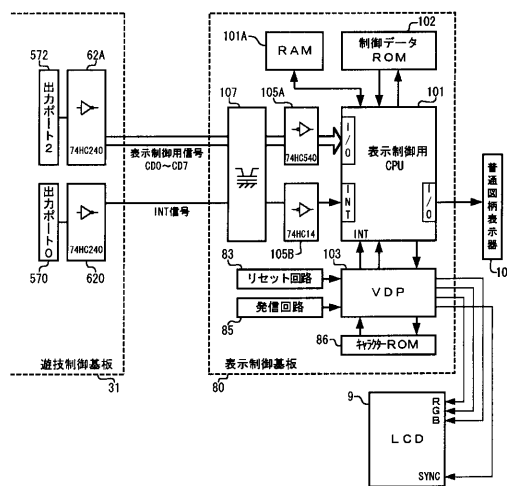 101A
RAM
102
制御データ
ROM
572
62A
107
105A
101
出力ポート2
74HC240
表示制御用信号
CD0～CD7
74HC540
I/O
表示制御用
CPU
INT
I/O
普通図柄表示器
10
出力ポート0
74HC240
INT信号
74HC14
570
620
105B
INT
83
リセット回路
103
VDP
発信回路
85
86
キャラクターROM
遊技制御基板
31
80
表示制御基板
9
R
G
B
LCD
SYNC